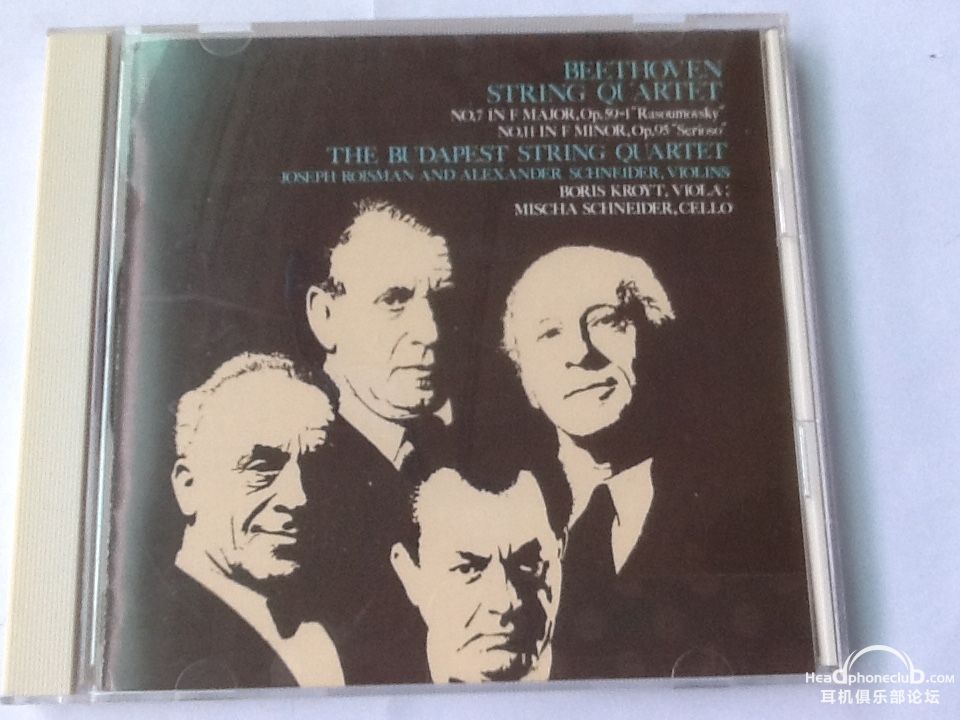 BEETHOVEN
STRING QUARTET
NO.7 IN F MAJOR, Op.59-1 "Rasoumovsky"
NO.11 IN F MINOR, Op.95 "Serioso"
THE BUDAPEST STRING QUARTET
JOSEPH ROISMAN AND ALEXANDER SCHNEIDER, VIOLINS
BORIS KROYT, VIOLA ;
MISCHA SCHNEIDER, CELLO
HeadphoneclubD.COM
耳机俱乐部论坛